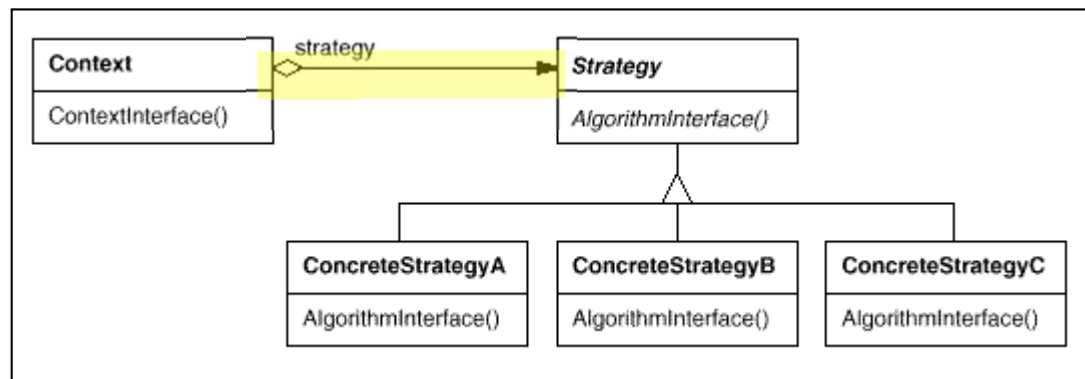 strategy
Context
Strategy
ContextInterface()
AlgorithmInterface()
ConcreteStrategyA
ConcreteStrategyB
ConcreteStrategyC
AlgorithmInterface()
AlgorithmInterface()
AlgorithmInterface()